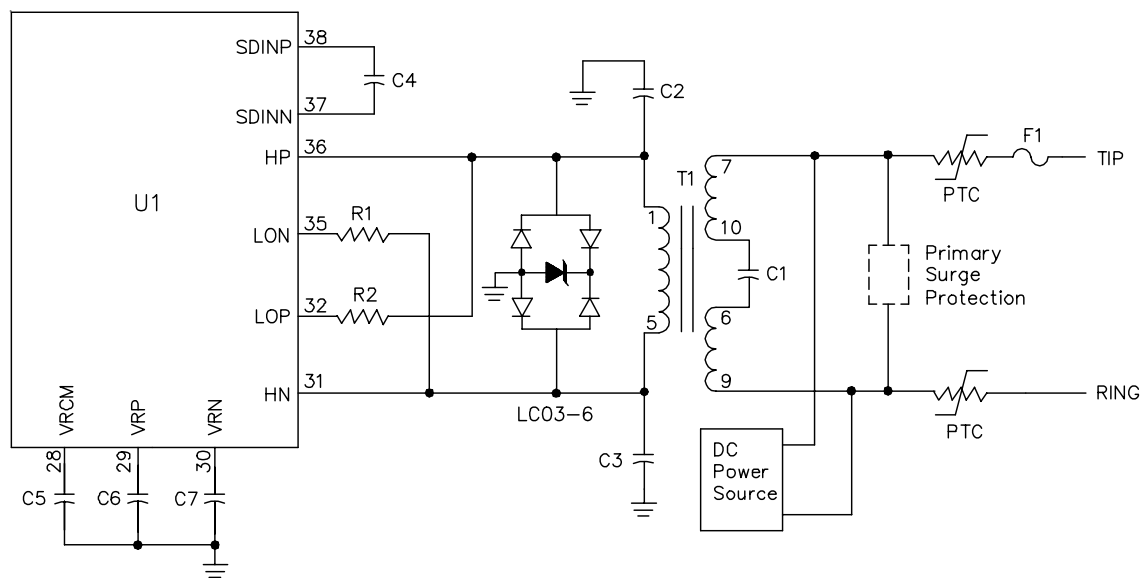 SDINP
38
C4
SDINN
37
C2
HP
36
F1
TIP
T1
7
PTC
U1
R1
1
10
LON
35
C1
Primary
Surge
Protection
R2
LOP
32
5
6
HN
31
9
RING
LC03-6
PTC
VRCM
VRP
VRN
28
29
30
C3
DC
Power
Source
C5
C6
C7